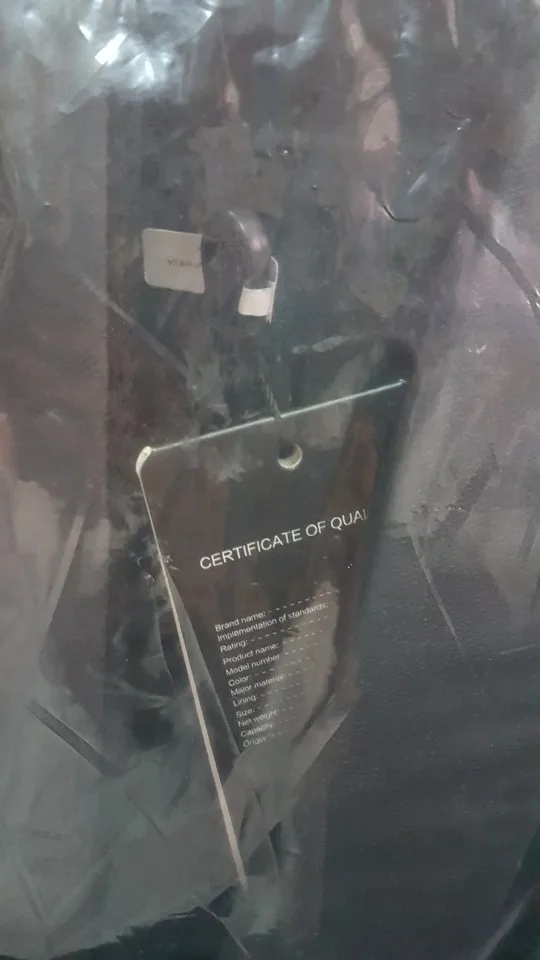 CERTIFICATE OF QUAL
Brand name:
Implementation of standards:
Rating:
Product name:
Model number:
Color:
Major material:
Lining:
Size:
Net weight:
Capacity:
Origin: